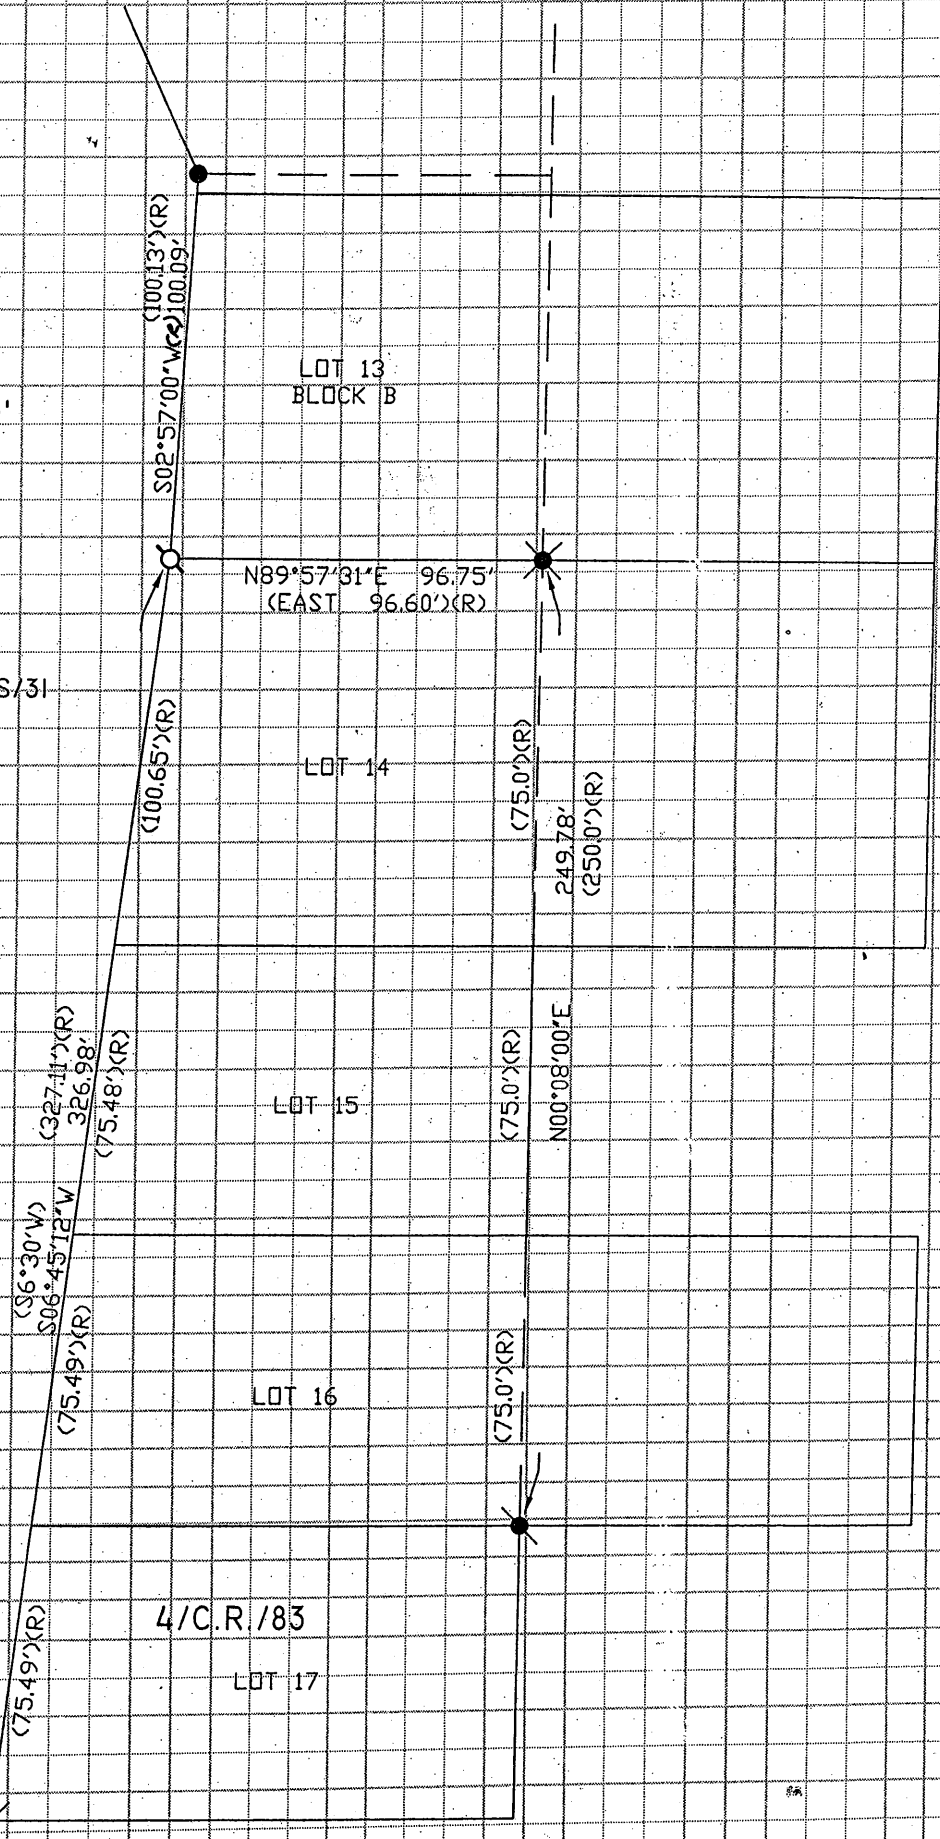 (100.13')(R)
S02°57'00"W(R)100.09'
LOT 13
BLOCK B
N89°57'31"E 96.75'
(EAST 96.60')(R)
S/31
(100.65')(R)
LOT 14
(75.0')(R)
249.78'
(250.0')(R)
(327.11')(R)
326.98'
(75.48')(R)
LOT 15
(75.0')(R)
N00°08'00"E
(S6°30'W)
S06°45'12"W
(75.49')(R)
LOT 16
(75.0')(R)
4/C.R./83
LOT 17
(75.49')(R)